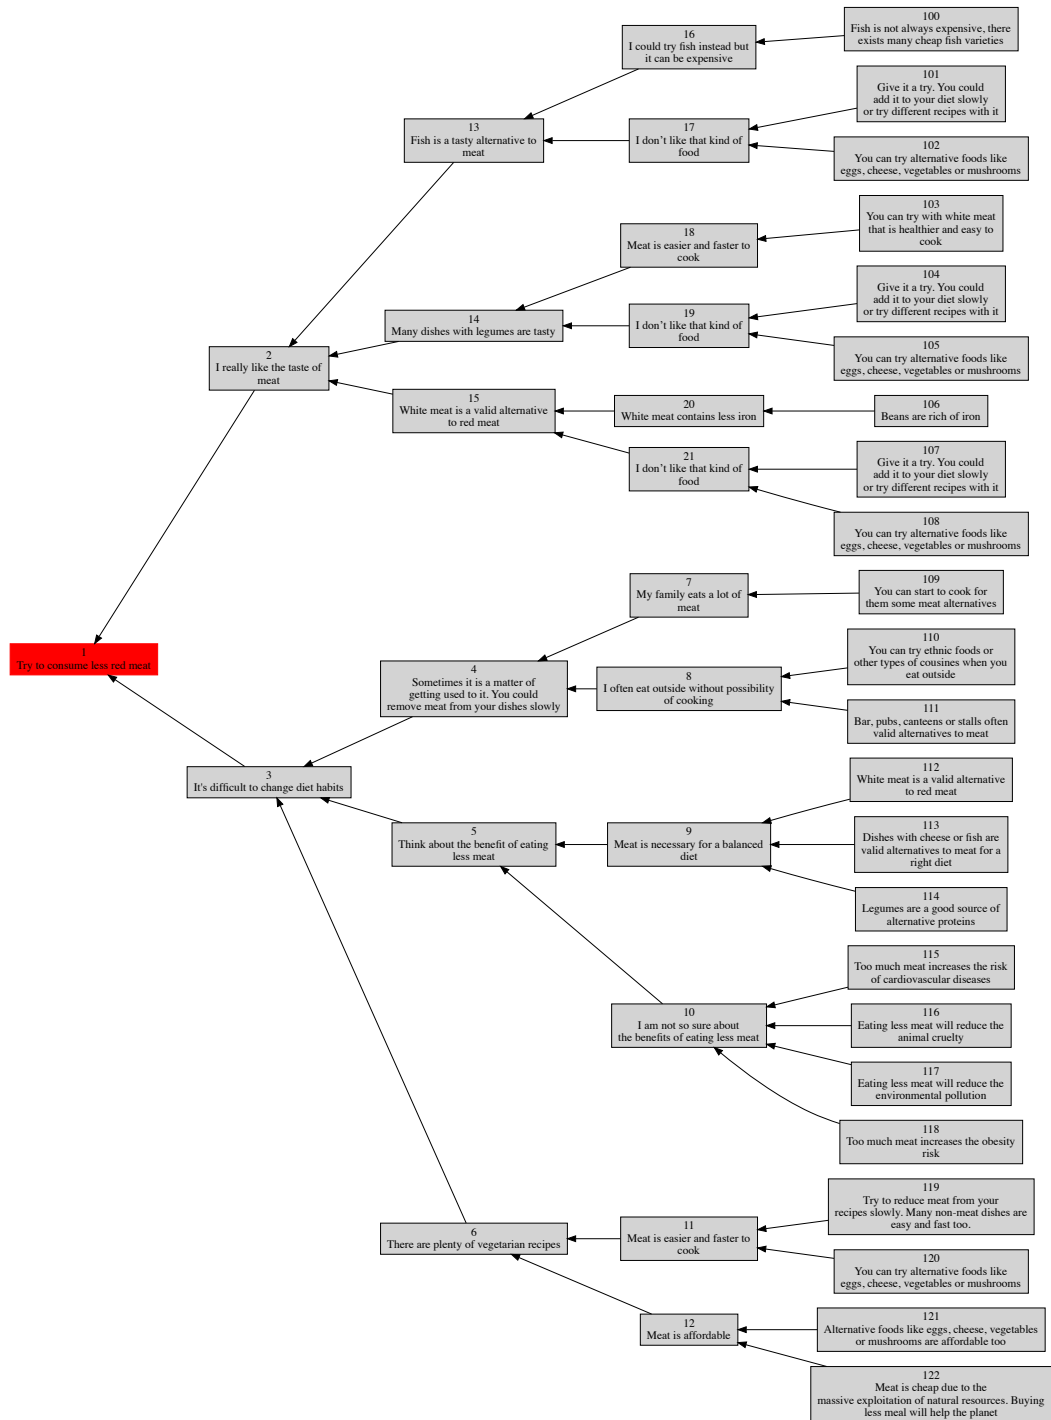 100
Fish is not always expensive, there
exists many cheap fish varieties
16
I could try fish instead but
it can be expensive
101
Give it a try. You could
add it to your diet slowly
or try different recipes with it
13
Fish is a tasty alternative to
meat
17
I don't like that kind of
food
102
You can try alternative foods like
eggs, cheese, vegetables or mushrooms
103
You can try with white meat
that is healthier and easy to
cook
18
Meat is easier and faster to
cook
104
Give it a try. You could
add it to your diet slowly
or try different recipes with it
14
Many dishes with legumes are tasty
19
I don't like that kind of
food
105
You can try alternative foods like
eggs, cheese, vegetables or mushrooms
2
I really like the taste of
meat
15
White meat is a valid alternative
to red meat
20
White meat contains less iron
106
Beans are rich of iron
21
I don't like that kind of
food
107
Give it a try. You could
add it to your diet slowly
or try different recipes with it
108
You can try alternative foods like
eggs, cheese, vegetables or mushrooms
7
My family eats a lot of
meat
109
You can start to cook for
them some meat alternatives
1
Try to consume less red meat
4
Sometimes it is a matter of
getting used to it. You could
remove meat from your dishes slowly
8
I often eat outside without possibility
of cooking
110
You can try ethnic foods or
other types of cousines when you
eat outside
111
Bar, pubs, canteens or stalls often
valid alternatives to meat
3
It's difficult to change diet habits
112
White meat is a valid alternative
to red meat
5
Think about the benefit of eating
less meat
9
Meat is necessary for a balanced
diet
113
Dishes with cheese or fish are
valid alternatives to meat for a
right diet
114
Legumes are a good source of
alternative proteins
115
Too much meat increases the risk
of cardiovascular diseases
10
I am not so sure about
the benefits of eating less meat
116
Eating less meat will reduce the
animal cruelty
117
Eating less meat will reduce the
environmental pollution
118
Too much meat increases the obesity
risk
119
Try to reduce meat from your
recipes slowly. Many non-meat dishes are
easy and fast too.
6
There are plenty of vegetarian recipes
11
Meat is easier and faster to
cook
120
You can try alternative foods like
eggs, cheese, vegetables or mushrooms
12
Meat is affordable
121
Alternative foods like eggs, cheese, vegetables
or mushrooms are affordable too
122
Meat is cheap due to the
massive exploitation of natural resources. Buying
less meal will help the planet